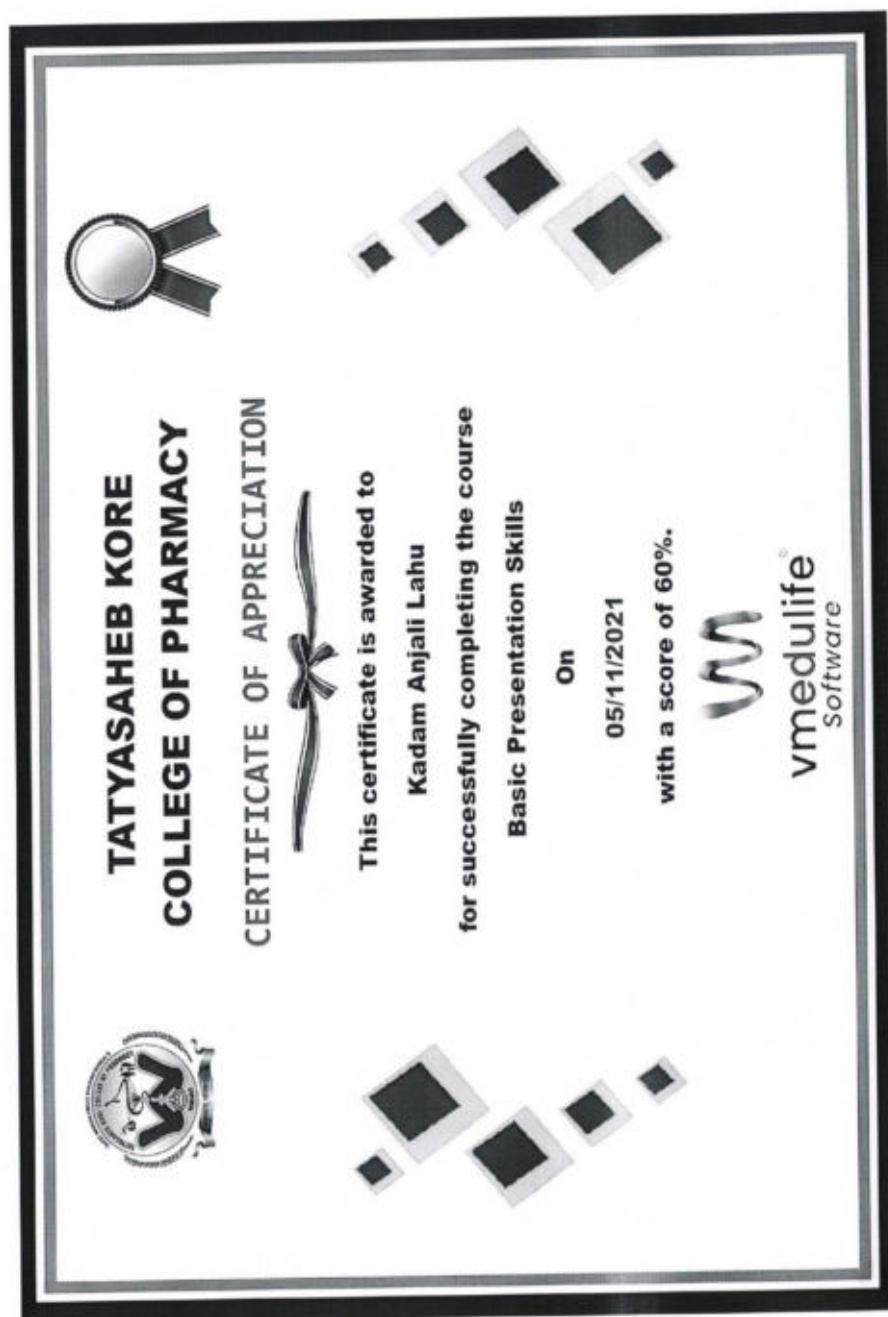 TATYASAHEB KORE
COLLEGE OF PHARMACY
CERTIFICATE OF APPRECIATION
This certificate is awarded to
Kadam Anjali Lahu
for successfully completing the course
Basic Presentation Skills
On
05/11/2021
with a score of 60%.
vmedulife
Software